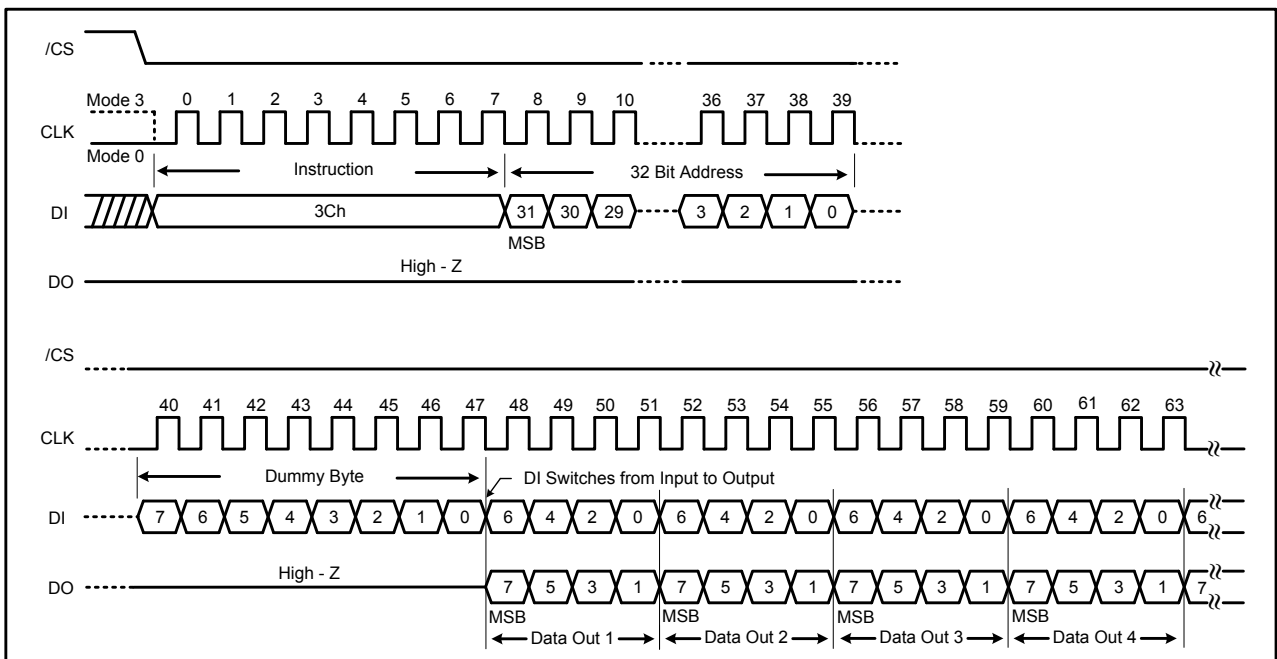 /CS
Mode 3 0 1 2 3 4 5 6 7 8 9 10 36 37 38 39
CLK
Mode 0
Instruction 32 Bit Address
DI 3Ch 31 30 29 3 2 1 0
MSB
High - Z
DO
/CS
40 41 42 43 44 45 46 47 48 49 50 51 52 53 54 55 56 57 58 59 60 61 62 63
CLK
Dummy Byte DI Switches from Input to Output
DI 7 6 5 4 3 2 1 0 6 4 2 0 6 4 2 0 6 4 2 0 6 4 2 0 6
High - Z
DO 7 5 3 1 7 5 3 1 7 5 3 1 7 5 3 1 7
MSB MSB MSB MSB
Data Out 1 Data Out 2 Data Out 3 Data Out 4